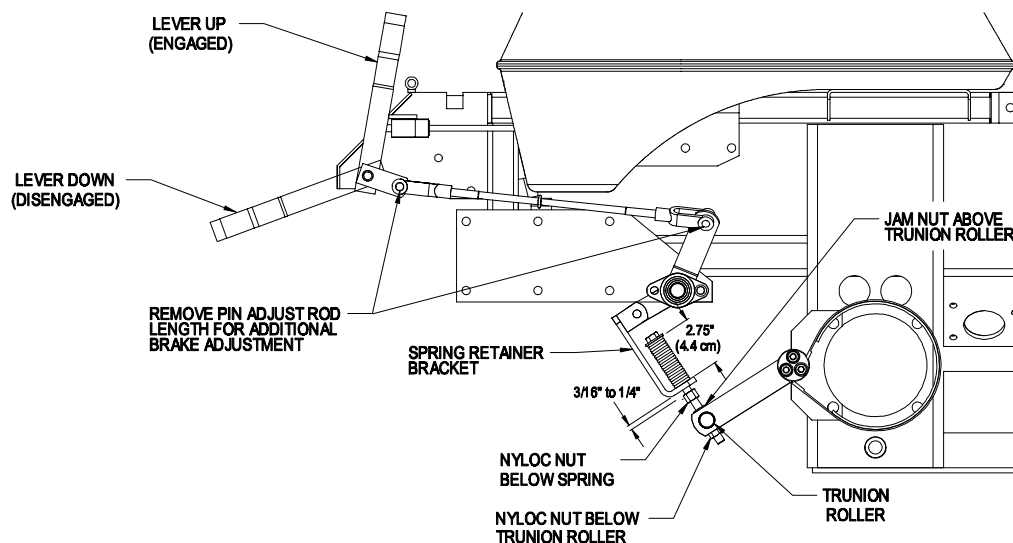 LEVER UP
(ENGAGED)
LEVER DOWN
(DISENGAGED)
JAM NUT ABOVE
TRUNION ROLLER
REMOVE PIN ADJUST ROD
LENGTH FOR ADDITIONAL
BRAKE ADJUSTMENT
2.75"
(4.4 cm)
SPRING RETAINER
BRACKET
3/16" to 1/4"
NYLOC NUT
BELOW SPRING
TRUNION
ROLLER
NYLOC NUT BELOW
TRUNION ROLLER